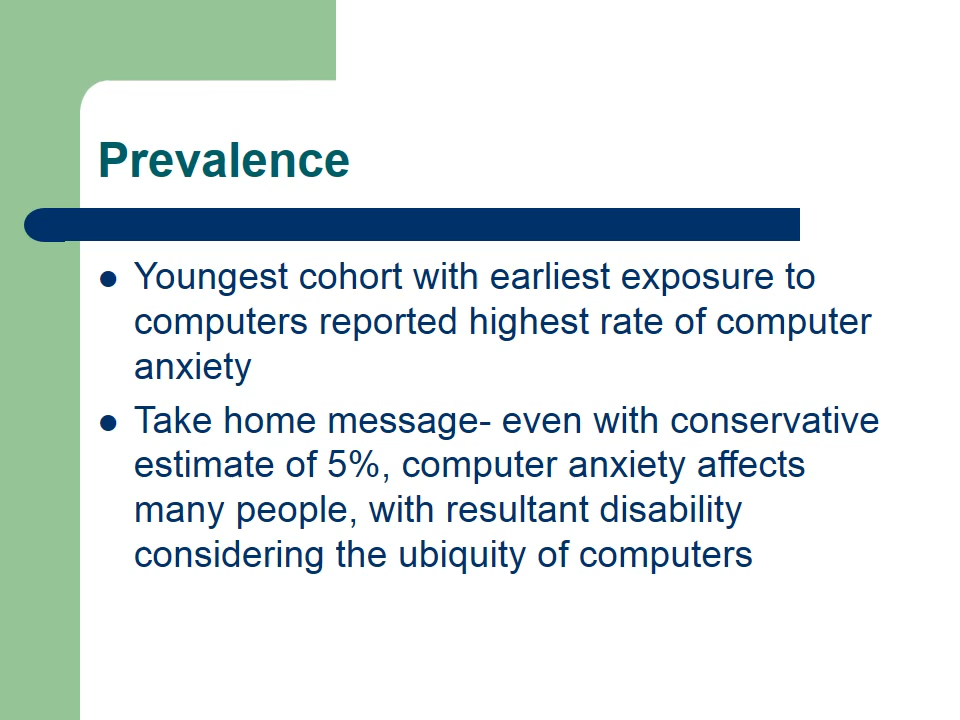 Prevalence
● Youngest cohort with earliest exposure to
computers reported highest rate of computer
anxiety
● Take home message- even with conservative
estimate of 5%, computer anxiety affects
many people, with resultant disability
considering the ubiquity of computers